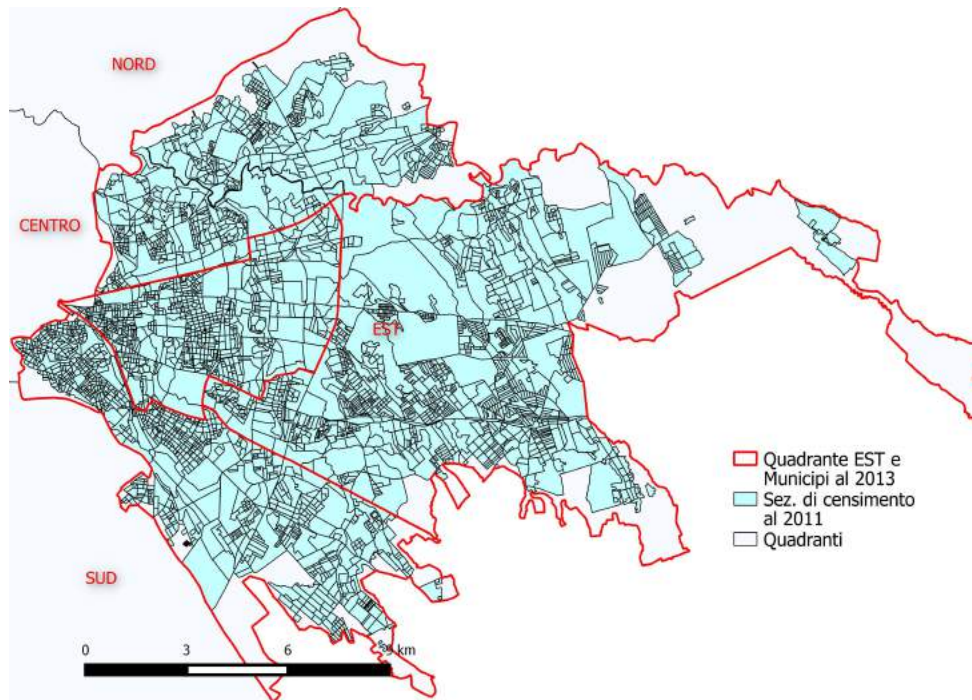 NORD
CENTRO
EST
Quadrante EST e
Municipi al 2013
Sez. di censimento
al 2011
Quadranti
SUD
0 3 6 9 km